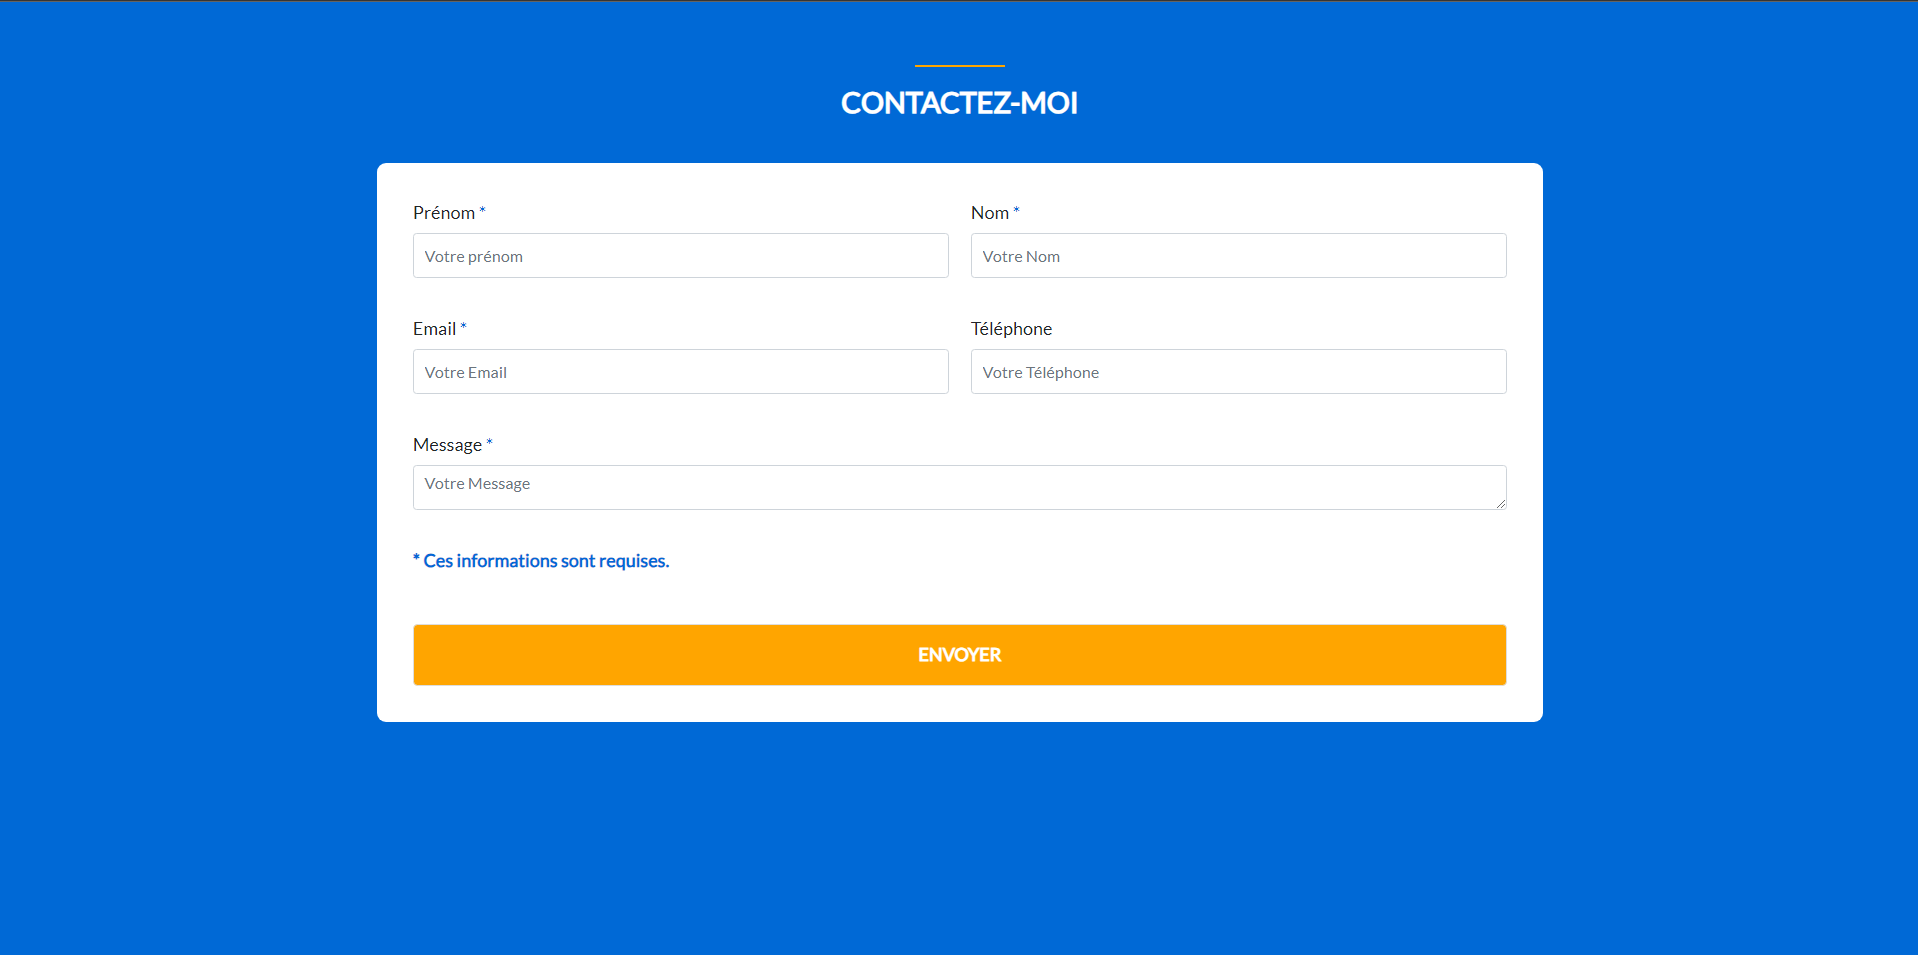 CONTACTEZ-MOI
Prénom *
Nom *
Votre prénom
Votre Nom
Email *
Téléphone
Votre Email
Votre Téléphone
Message *
Votre Message
* Ces informations sont requises.
ENVOYER